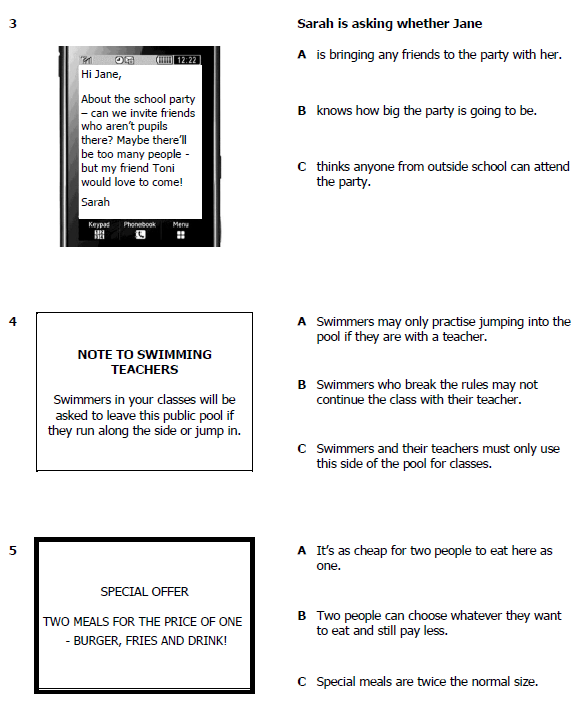 3
Sarah is asking whether Jane
12:22
Hi Jane,
About the school party
– can we invite friends
who aren't pupils
there? Maybe there'll
be too many people -
but my friend Toni
would love to come!
Sarah
Keypad Phonebook Menu
A is bringing any friends to the party with her.
B knows how big the party is going to be.
C thinks anyone from outside school can attend
the party.
4
NOTE TO SWIMMING
TEACHERS
Swimmers in your classes will be
asked to leave this public pool if
they run along the side or jump in.
A Swimmers may only practise jumping into the
pool if they are with a teacher.
B Swimmers who break the rules may not
continue the class with their teacher.
C Swimmers and their teachers must only use
this side of the pool for classes.
5
SPECIAL OFFER
TWO MEALS FOR THE PRICE OF ONE
- BURGER, FRIES AND DRINK!
A It's as cheap for two people to eat here as
one.
B Two people can choose whatever they want
to eat and still pay less.
C Special meals are twice the normal size.